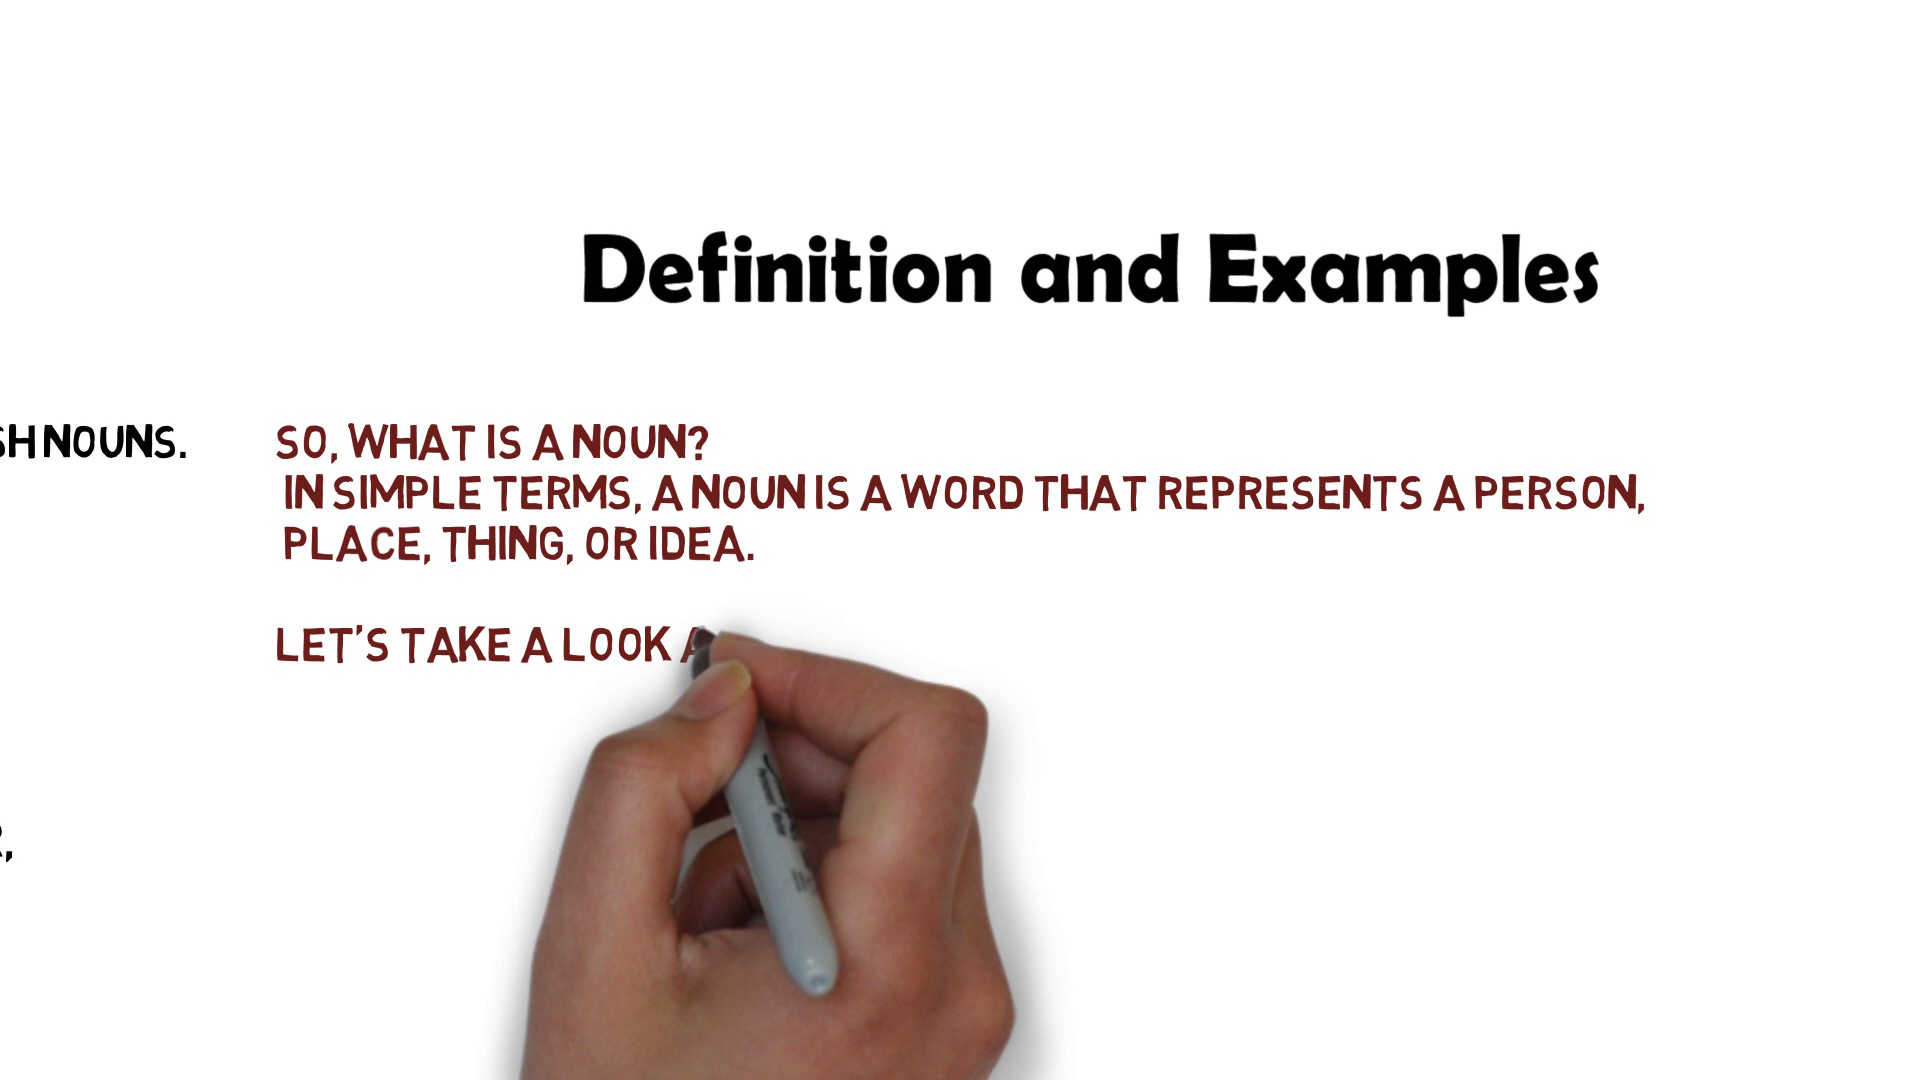 Definition and Examples
NOUNS.
SO, WHAT IS A NOUN?
IN SIMPLE TERMS, A NOUN IS A WORD THAT REPRESENTS A PERSON,
PLACE, THING, OR IDEA.
LET'S TAKE A LOOK